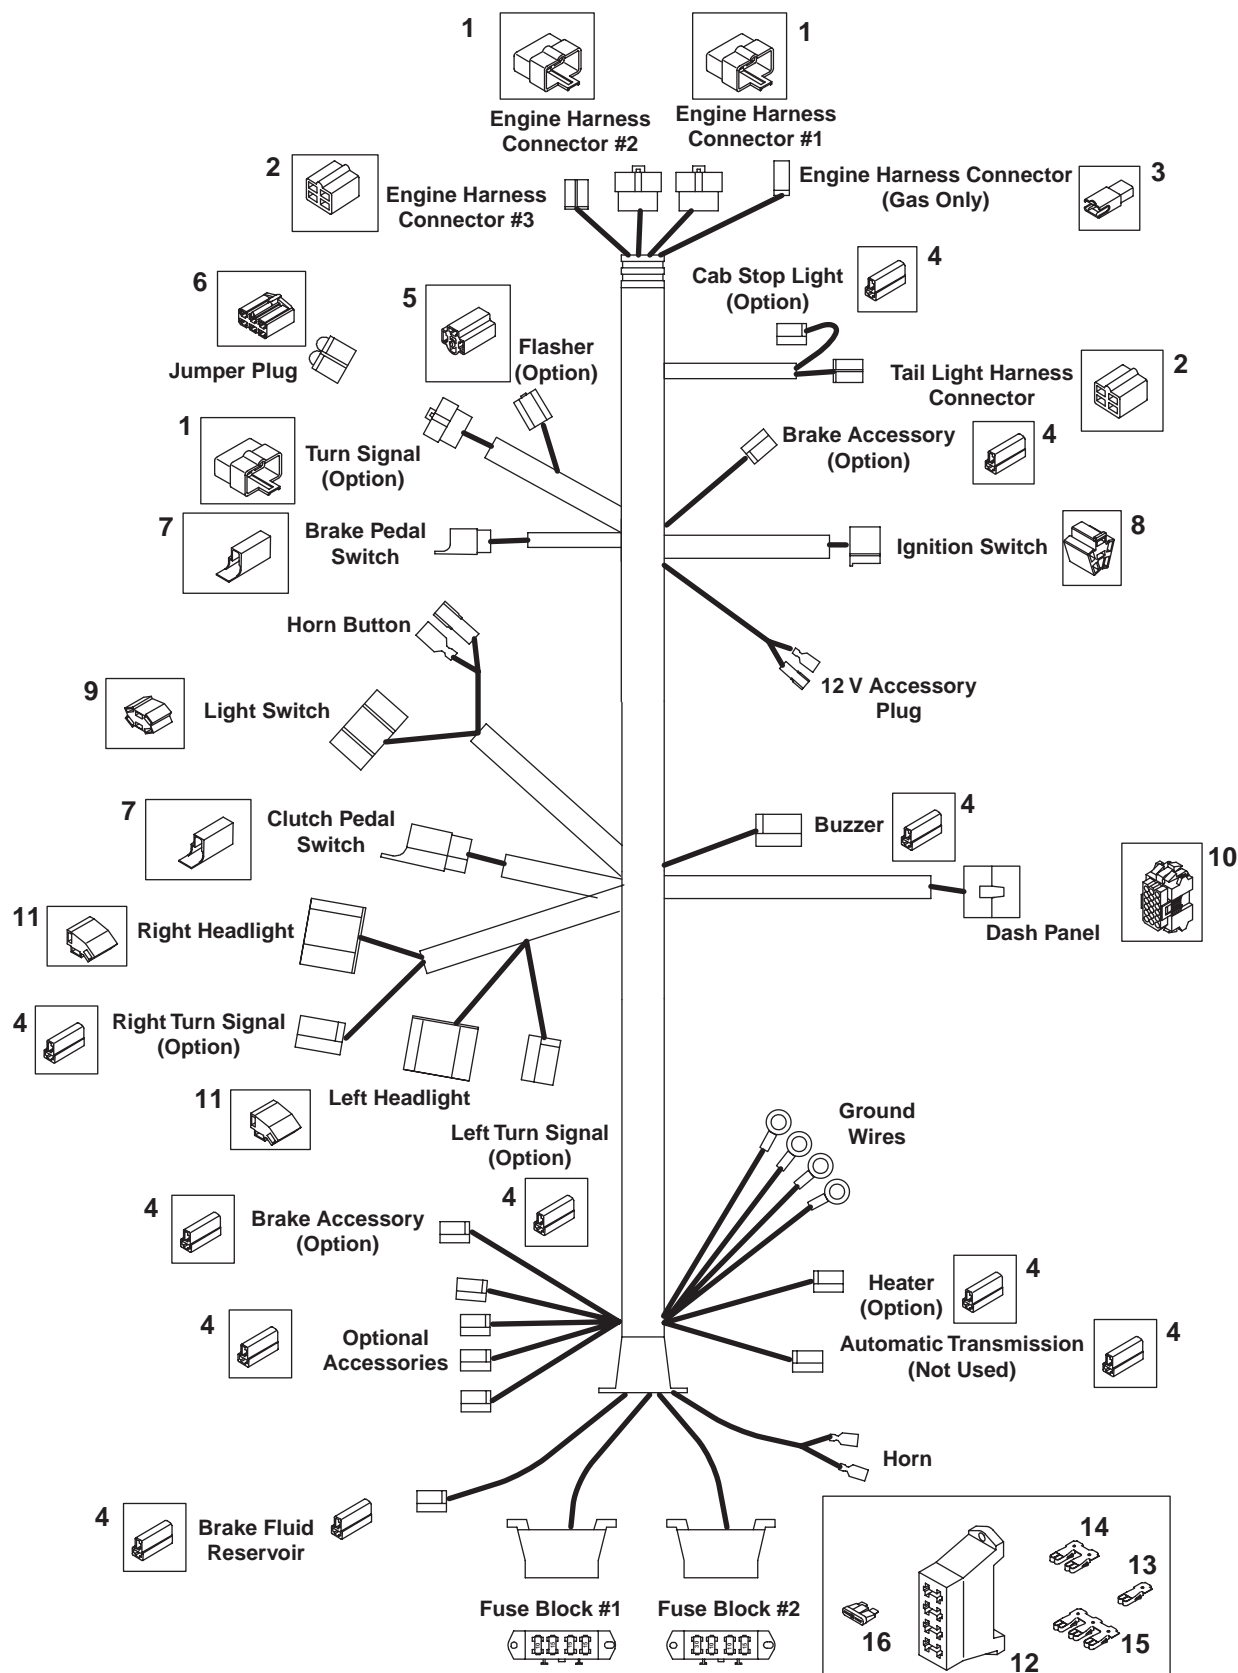 1
1
Engine Harness
Connector #2
Engine Harness
Connector #1
2
Engine Harness
Connector #3
Engine Harness Connector
(Gas Only)
3
Cab Stop Light
(Option)
4
6
Jumper Plug
5
Flasher
(Option)
Tail Light Harness
Connector
2
1
Turn Signal
(Option)
Brake Accessory
(Option)
4
7
Brake Pedal
Switch
Ignition Switch
8
Horn Button
12 V Accessory
Plug
9
Light Switch
7
Clutch Pedal
Switch
Buzzer
4
10
Dash Panel
11
Right Headlight
4
Right Turn Signal
(Option)
11
Left Headlight
Left Turn Signal
(Option)
4
Ground
Wires
4
Brake Accessory
(Option)
Heater
(Option)
4
4
Optional
Accessories
Automatic Transmission
(Not Used)
4
Horn
4
Brake Fluid
Reservoir
Fuse Block #1
Fuse Block #2
14
13
15
16
12